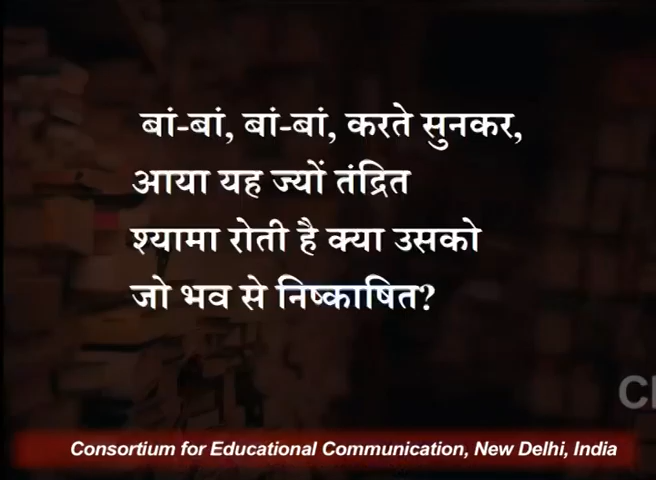 बां-बां, बां-बां, करते सुनकर,
आया यह ज्यों तंद्रित
श्यामा रोती है क्या उसको
जो भव से निष्काषित?
Consortium for Educational Communication, New Delhi, India